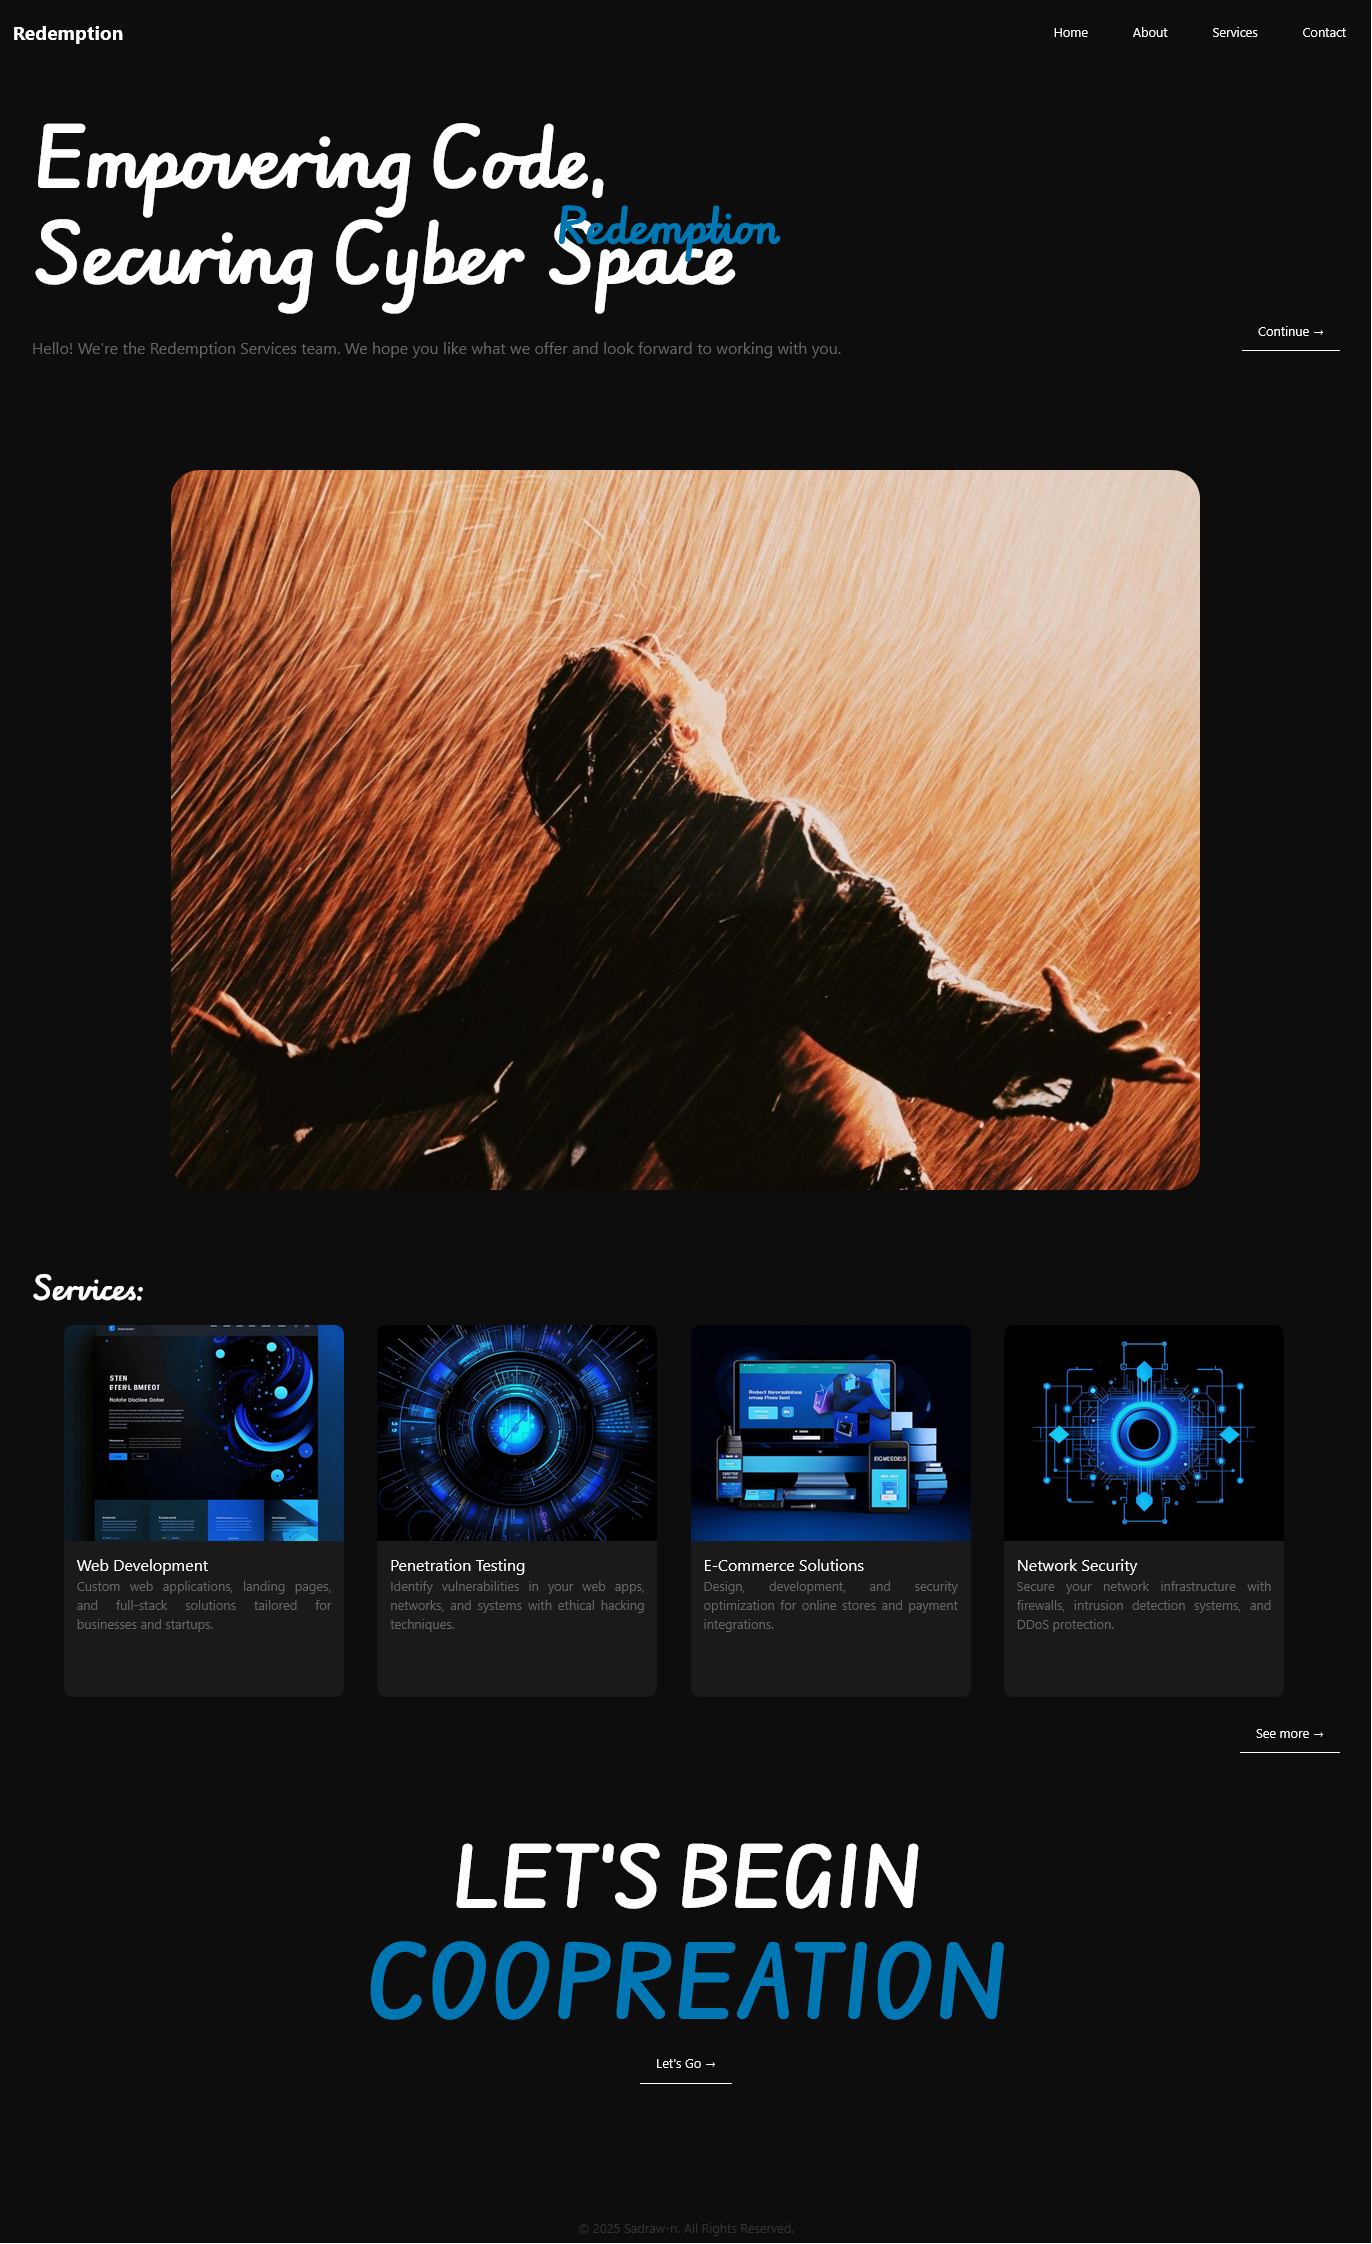 Redemption
Home About Services Contact
Empovering Code,
Redemption
Securing Cyber Space
Continue →
Hello! We're the Redemption Services team. We hope you like what we offer and look forward to working with you.
Services:
Web Development
Custom web applications, landing pages,
and full-stack solutions tailored for
businesses and startups.
Penetration Testing
Identify vulnerabilities in your web apps,
networks, and systems with ethical hacking
techniques.
E-Commerce Solutions
Design, development, and security
optimization for online stores and payment
integrations.
Network Security
Secure your network infrastructure with
firewalls, intrusion detection systems, and
DDoS protection.
See more →
LET'S BEGIN
COOPREATION
Let's Go →
© 2025 Sadraw-n. All Rights Reserved.